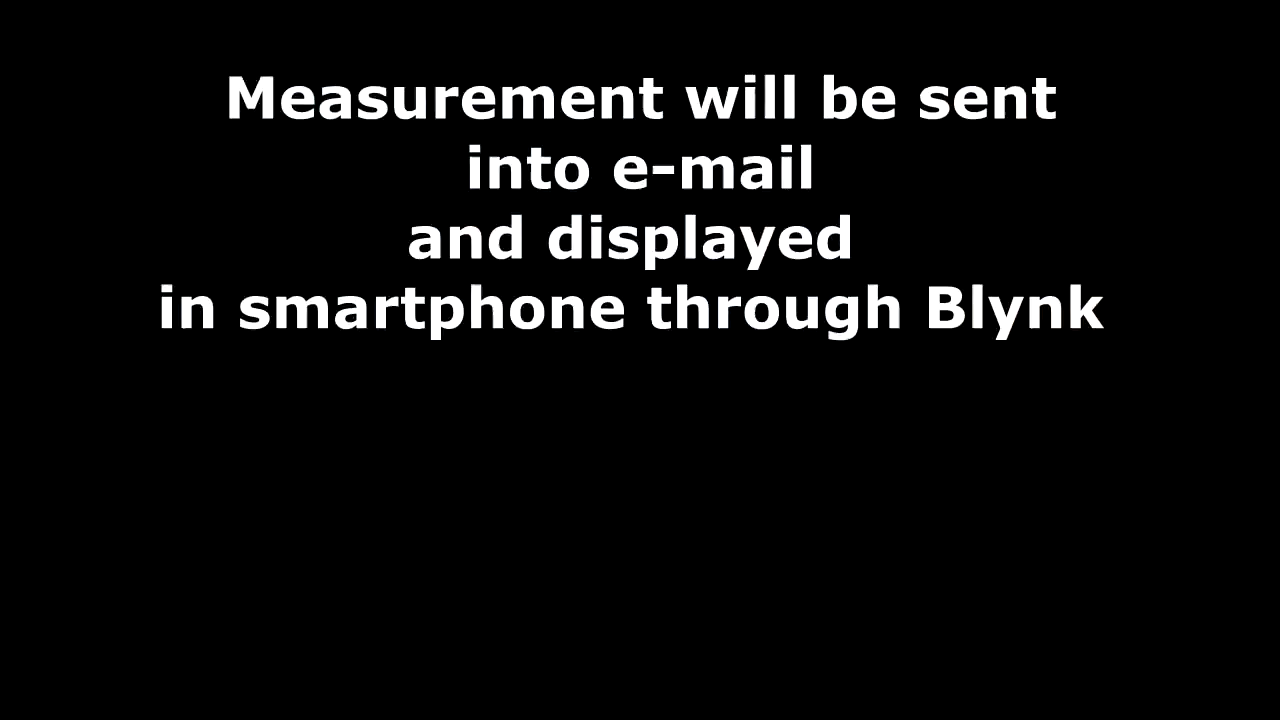 Measurement will be sent
into e-mail
and displayed
in smartphone through Blynk